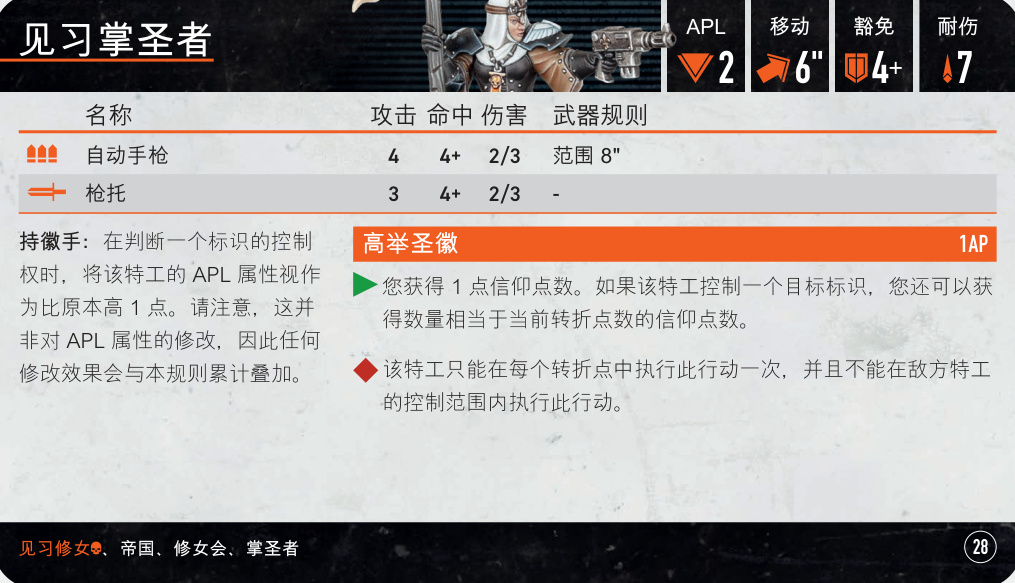 见习掌圣者
APL 移动 豁免 耐伤
2 6" 4+ 7
名称 攻击 命中 伤害 武器规则
自动手枪 4 4+ 2/3 范围 8"
枪托 3 4+ 2/3 -
持徽手：在判断一个标识的控制
权时，将该特工的 APL 属性视作
为比原本高 1 点。请注意，这并
非对 APL 属性的修改，因此任何
修改效果会与本规则累计叠加。
高举圣徽 1AP
您获得 1 点信仰点数。如果该特工控制一个目标标识，您还可以获
得数量相当于当前转折点数的信仰点数。
该特工只能在每个转折点中执行此行动一次，并且不能在敌方特工
的控制范围内执行此行动。
见习修女、帝国、修女会、掌圣者
28